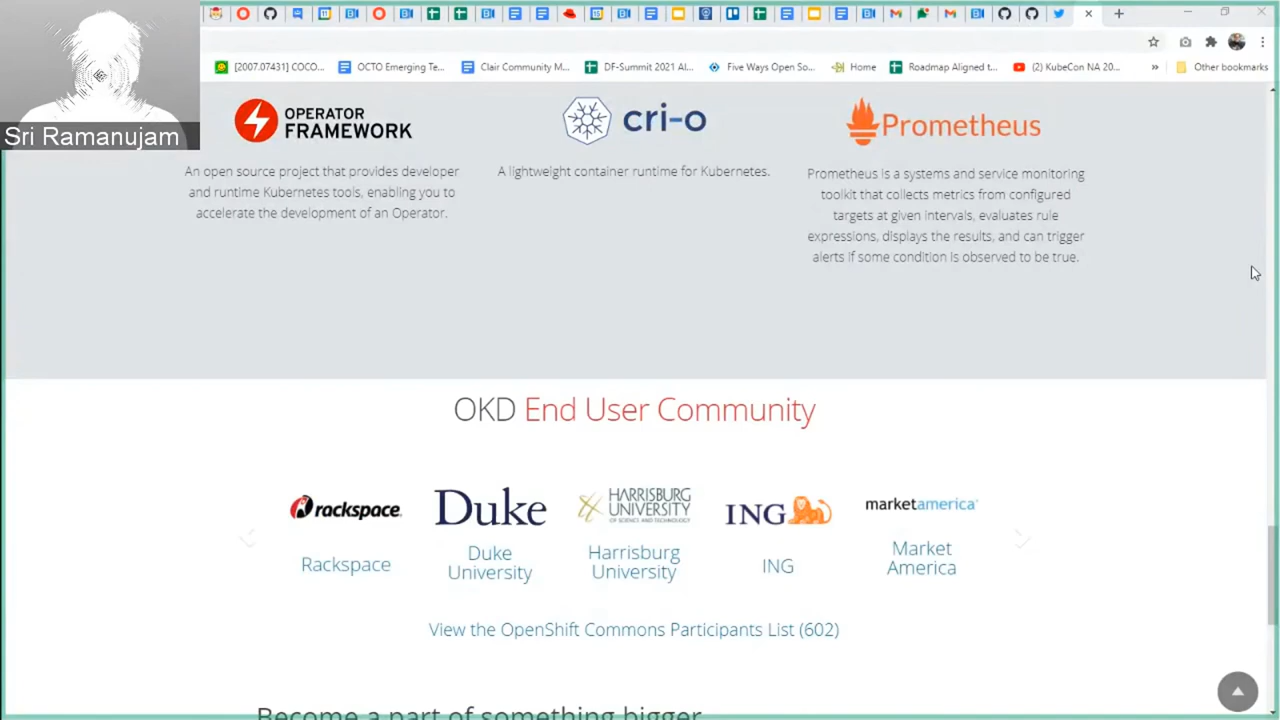 [2007.07431] COCO...
OCTO Emerging Te...
Clair Community M...
DF-Summit 2021 Al...
Five Ways Open So...
Home
Roadmap Aligned t...
(2) KubeCon NA 20...
»
Other bookmarks
Sri Ramanujam
OPERATOR
FRAMEWORK
An open source project that provides developer
and runtime Kubernetes tools, enabling you to
accelerate the development of an Operator.
cri-o
A lightweight container runtime for Kubernetes.
Prometheus
Prometheus is a systems and service monitoring
toolkit that collects metrics from configured
targets at given intervals, evaluates rule
expressions, displays the results, and can trigger
alerts if some condition is observed to be true.
OKD End User Community
rackspace.
Duke
HARRISBURG
UNIVERSITY
OF SCIENCE AND TECHNOLOGY
ING
marketamerica
Rackspace
Duke
University
Harrisburg
University
ING
Market
America
View the OpenShift Commons Participants List (602)
Become a part of something bigger